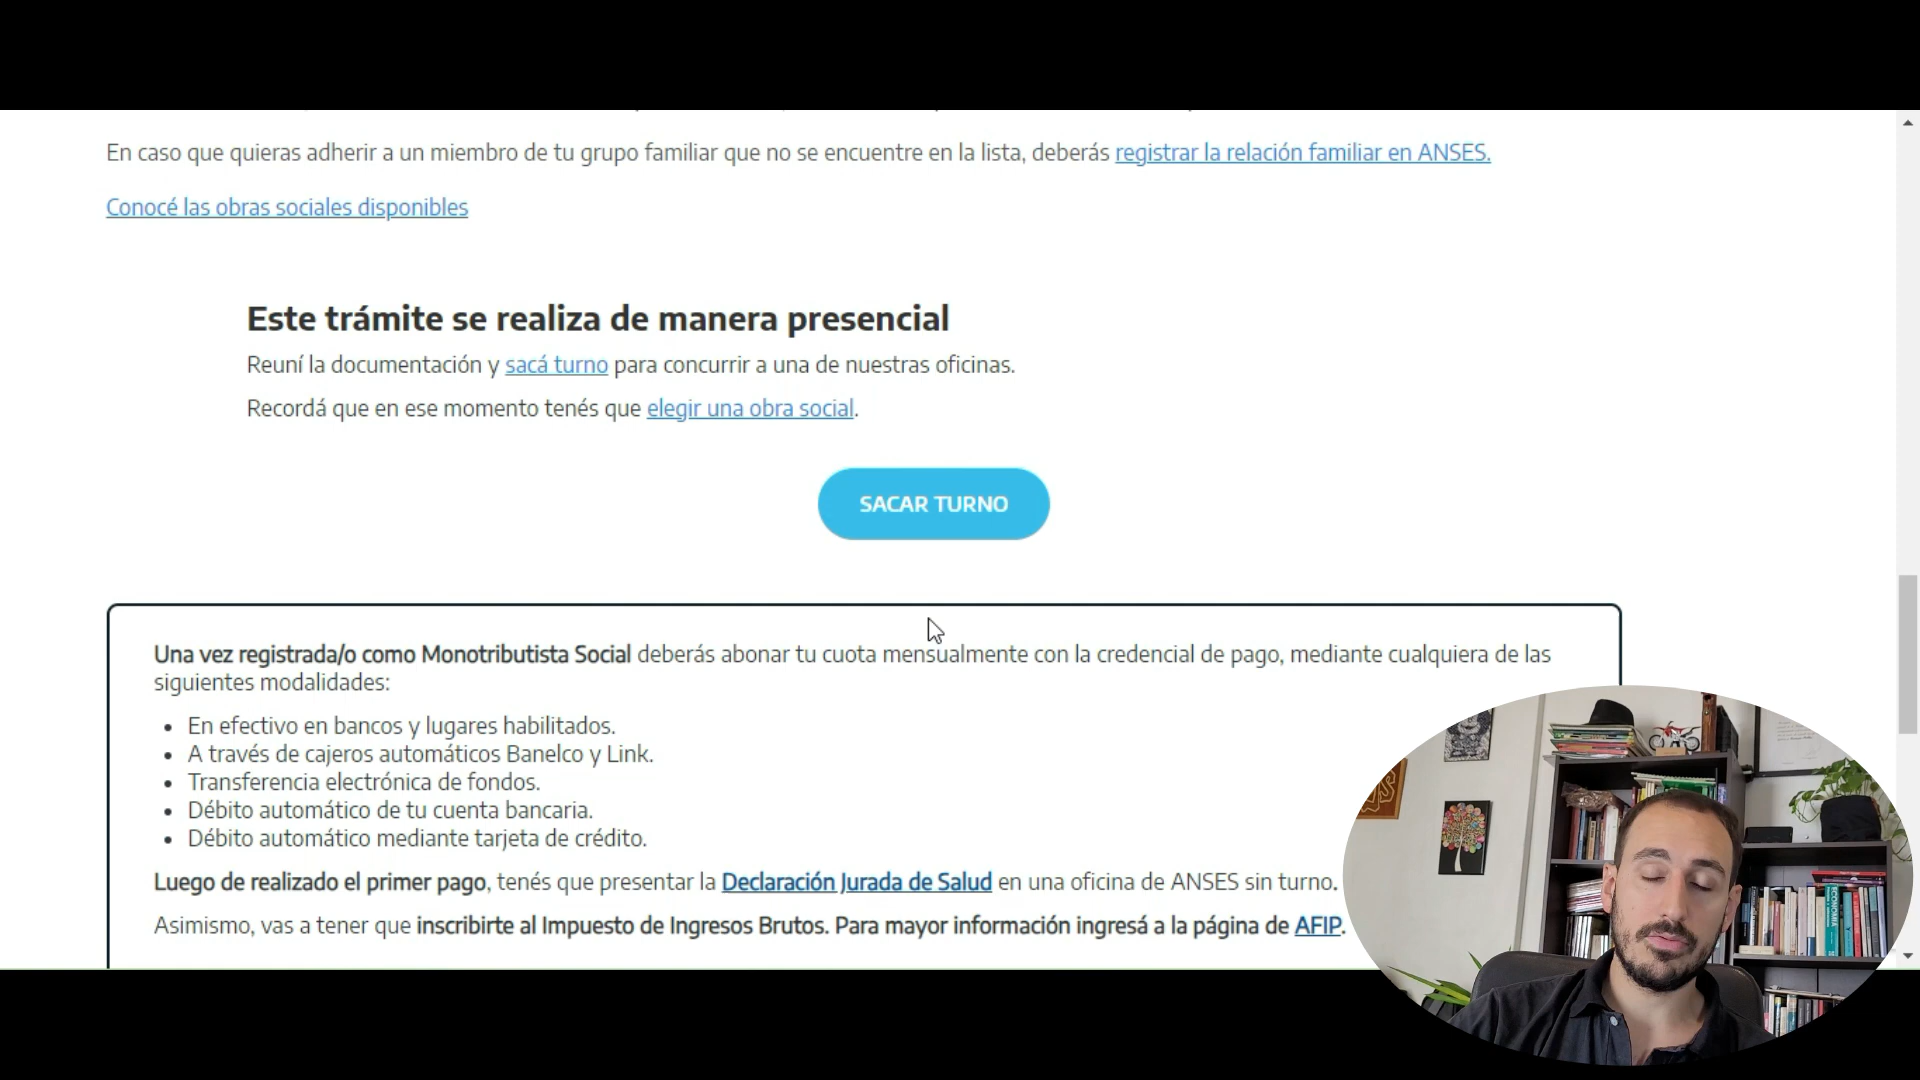 En caso que quieras adherir a un miembro de tu grupo familiar que no se encuentre en la lista, deberás registrar la relación familiar en ANSES.
Conocé las obras sociales disponibles
Este trámite se realiza de manera presencial
Reuní la documentación y sacá turno para concurrir a una de nuestras oficinas.
Recordá que en ese momento tenés que elegir una obra social.
SACAR TURNO
Una vez registrada/o como Monotributista Social deberás abonar tu cuota mensualmente con la credencial de pago, mediante cualquiera de las
siguientes modalidades:
• En efectivo en bancos y lugares habilitados.
• A través de cajeros automáticos Banelco y Link.
• Transferencia electrónica de fondos.
• Débito automático de tu cuenta bancaria.
• Débito automático mediante tarjeta de crédito.
Luego de realizado el primer pago, tenés que presentar la Declaración Jurada de Salud en una oficina de ANSES sin turno.
Asimismo, vas a tener que inscribirte al Impuesto de Ingresos Brutos. Para mayor información ingresá a la página de AFIP.